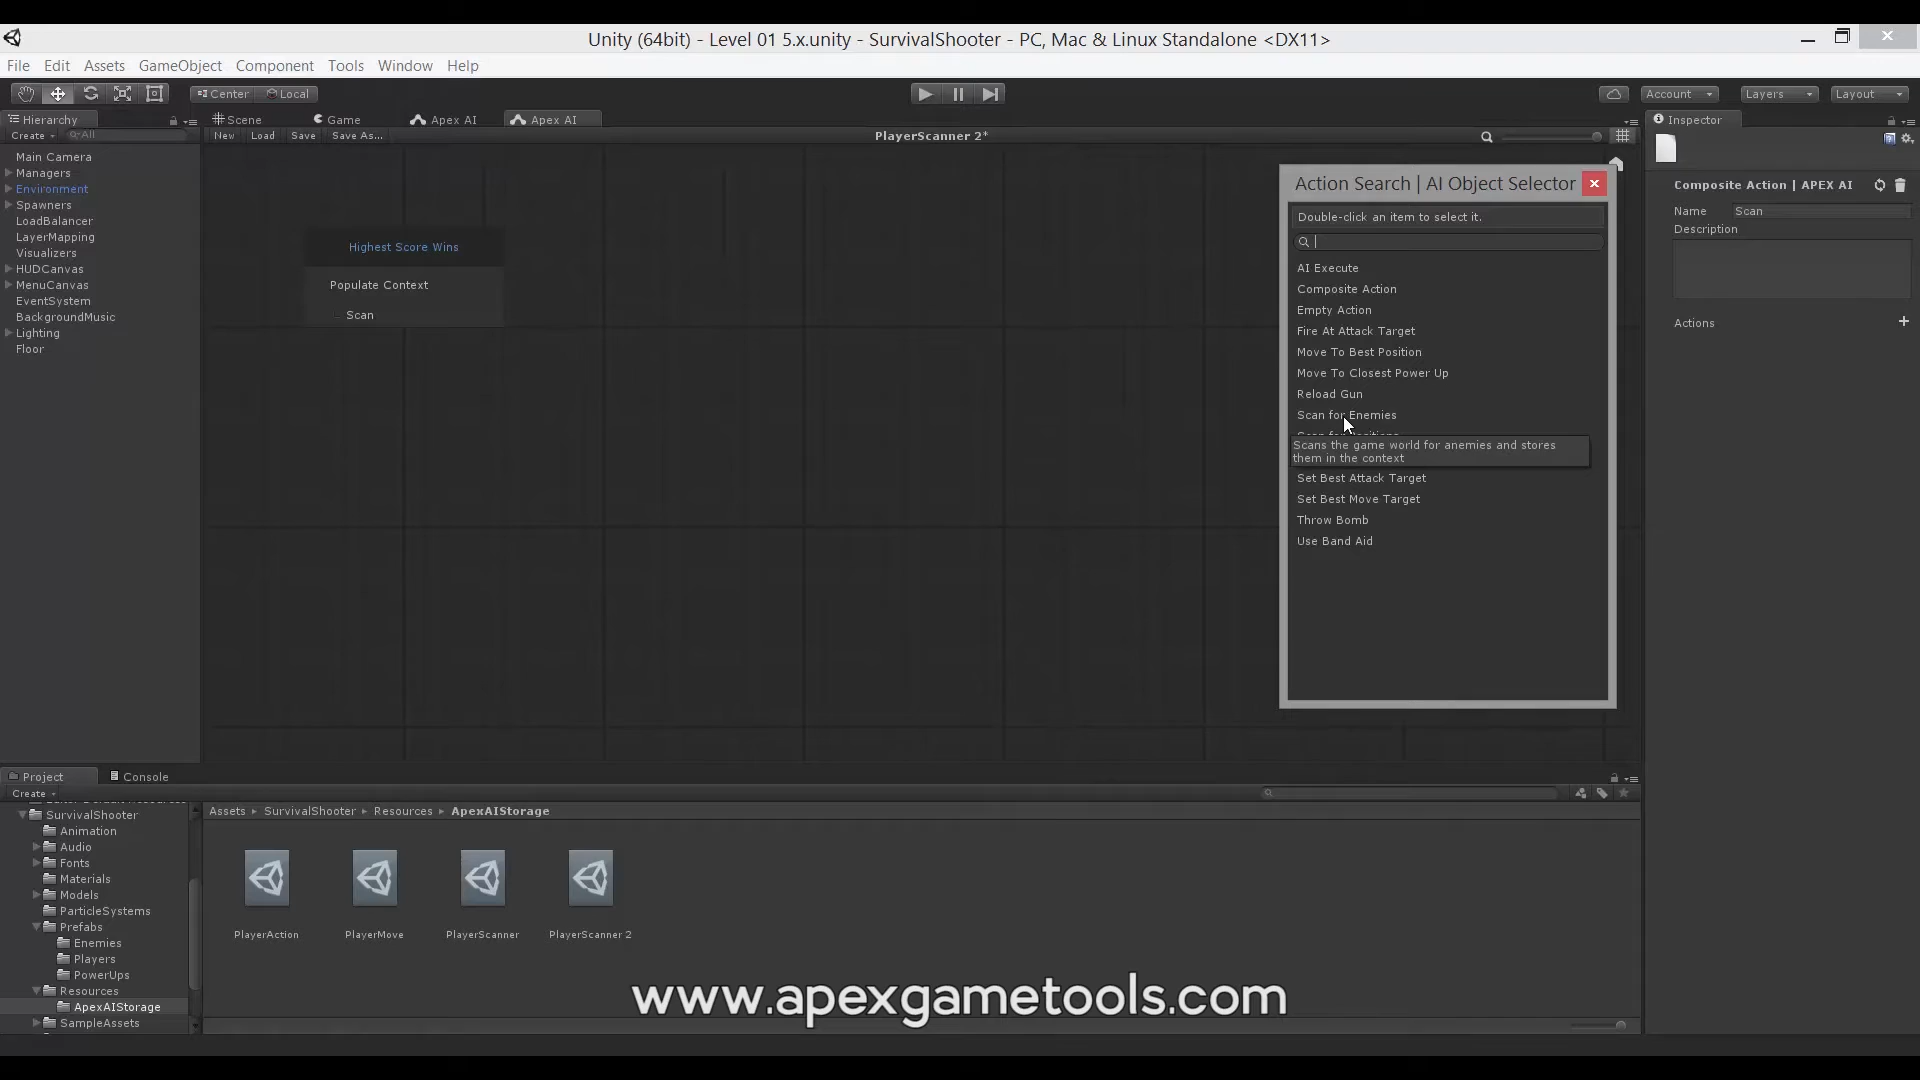 Unity (64bit) - Level 01 5.x.unity - SurvivalShooter - PC, Mac & Linux Standalone <DX11>
File Edit Assets GameObject Component Tools Window Help
Center Local Account Layers Layout
Hierarchy Scene Game Apex AI Apex AI Inspector
Create All New Load Save Save As... PlayerScanner 2*
Main Camera
Managers
Environment
Spawners
LoadBalancer
LayerMapping
Visualizers
HUDCanvas
MenuCanvas
EventSystem
BackgroundMusic
Lighting
Floor
Highest Score Wins
Populate Context
Scan
Action Search | AI Object Selector
Double-click an item to select it.
AI Execute
Composite Action
Empty Action
Fire At Attack Target
Move To Best Position
Move To Closest Power Up
Reload Gun
Scan for Enemies
Scans the game world for anemies and stores
them in the context
Set Best Attack Target
Set Best Move Target
Throw Bomb
Use Band Aid
Composite Action | APEX AI
Name Scan
Description
Actions
Project Console
Create
SurvivalShooter
Animation
Audio
Fonts
Materials
Models
ParticleSystems
Prefabs
Enemies
Players
PowerUps
Resources
ApexAIStorage
SampleAssets
Assets SurvivalShooter Resources ApexAIStorage
PlayerAction PlayerMove PlayerScanner PlayerScanner 2
www.apexgametools.com